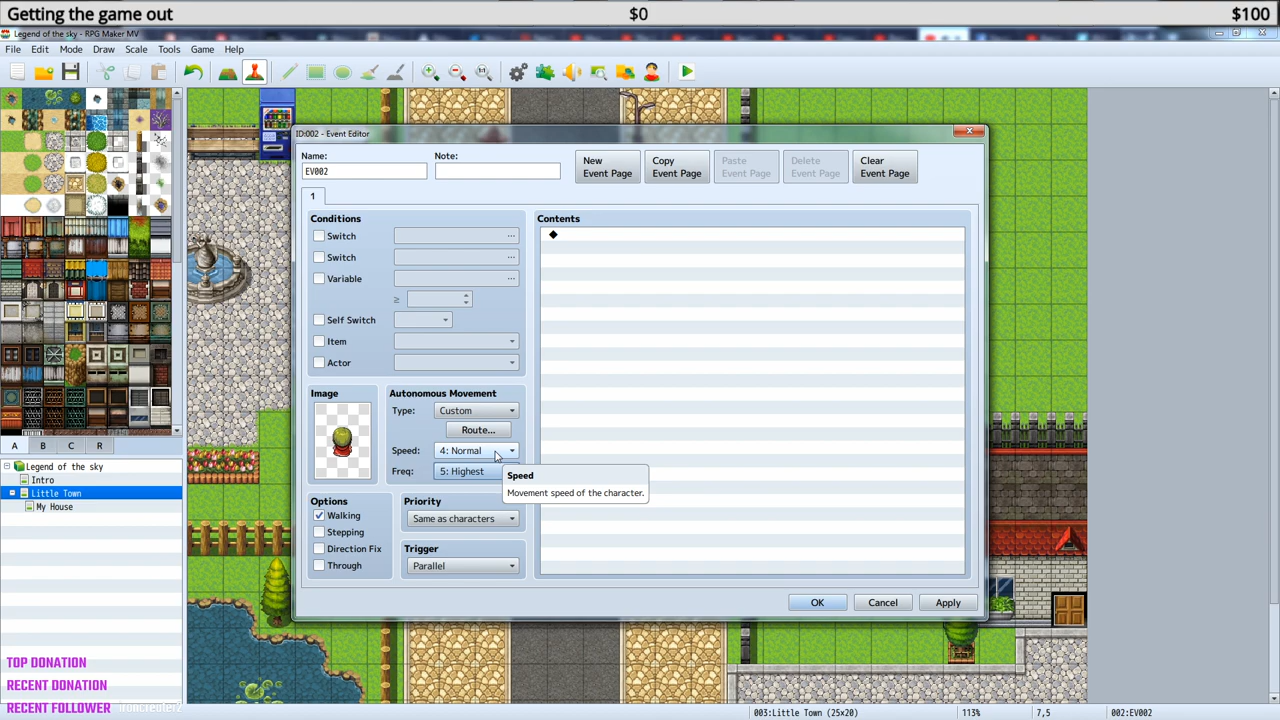 Getting the game out $0 $100
Legend of the sky - RPG Maker MV
File Edit Mode Draw Scale Tools Game Help
1:1
ID:002 - Event Editor
Name: Note:
EV002
New Event Page
Copy Event Page
Paste Event Page
Delete Event Page
Clear Event Page
1
Conditions
Switch ...
Switch ...
Variable ...
≥
Self Switch
Item
Actor
Image
Autonomous Movement
Type: Custom
Route...
Speed: 4: Normal
Freq: 5: Highest
Speed
Movement speed of the character.
Options
Walking
Stepping
Direction Fix
Through
Priority
Same as characters
Trigger
Parallel
Contents
OK Cancel Apply
A B C R
Legend of the sky
Intro
Little Town
My House
TOP DONATION
RECENT DONATION
RECENT FOLLOWER
003:Little Town (25x20) 113% 7,5 002:EV002